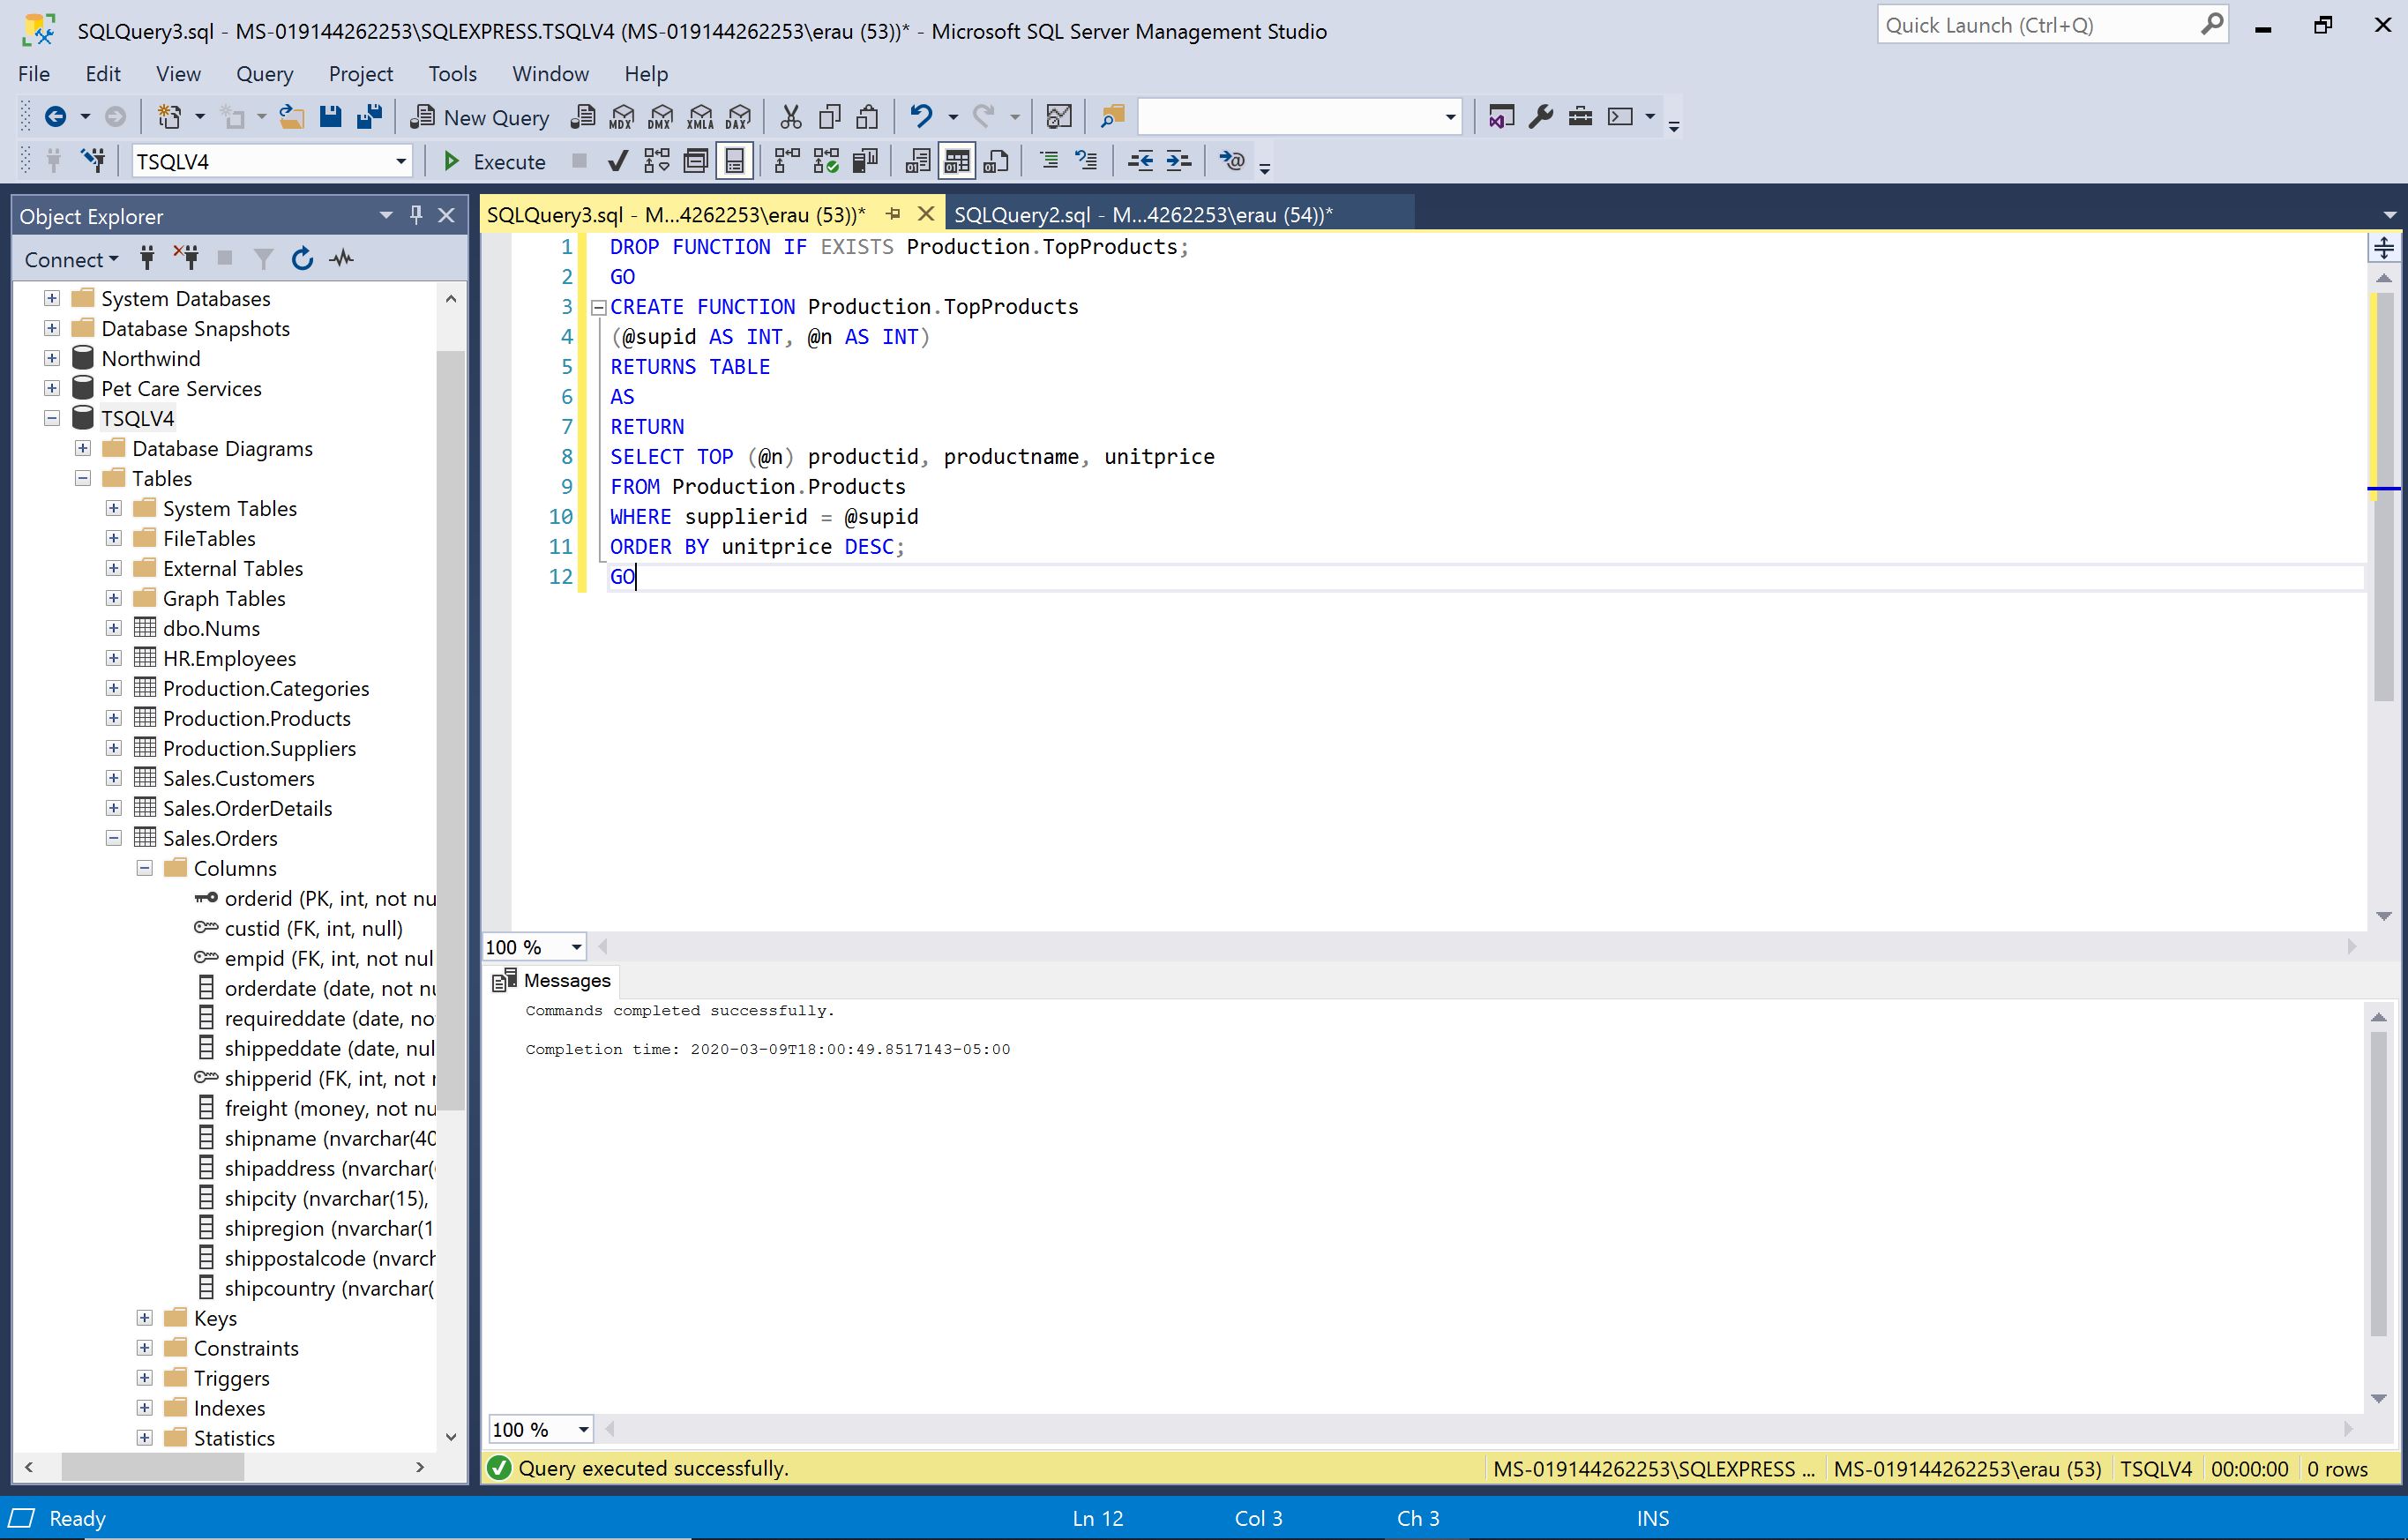 SQLQuery3.sql - MS-019144262253\SQLEXPRESS.TSQLV4 (MS-019144262253\erau (53))* - Microsoft SQL Server Management Studio
Quick Launch (Ctrl+Q)
File Edit View Query Project Tools Window Help
New Query MDX DMX XMLA DAX
TSQLV4 Execute
Object Explorer
Connect
System Databases
Database Snapshots
Northwind
Pet Care Services
TSQLV4
Database Diagrams
Tables
System Tables
FileTables
External Tables
Graph Tables
dbo.Nums
HR.Employees
Production.Categories
Production.Products
Production.Suppliers
Sales.Customers
Sales.OrderDetails
Sales.Orders
Columns
orderid (PK, int, not nu
custid (FK, int, null)
empid (FK, int, not nul
orderdate (date, not nu
requireddate (date, no
shippeddate (date, nul
shipperid (FK, int, not
freight (money, not nu
shipname (nvarchar(40
shipaddress (nvarchar(
shipcity (nvarchar(15),
shipregion (nvarchar(1
shippostalcode (nvarch
shipcountry (nvarchar(
Keys
Constraints
Triggers
Indexes
Statistics
SQLQuery3.sql - M...4262253\erau (53))* SQLQuery2.sql - M...4262253\erau (54))*
1 DROP FUNCTION IF EXISTS Production.TopProducts;
2 GO
3 CREATE FUNCTION Production.TopProducts
4 (@supid AS INT, @n AS INT)
5 RETURNS TABLE
6 AS
7 RETURN
8 SELECT TOP (@n) productid, productname, unitprice
9 FROM Production.Products
10 WHERE supplierid = @supid
11 ORDER BY unitprice DESC;
12 GO
100 %
Messages
Commands completed successfully.
Completion time: 2020-03-09T18:00:49.8517143-05:00
100 %
Query executed successfully. MS-019144262253\SQLEXPRESS ... MS-019144262253\erau (53) TSQLV4 00:00:00 0 rows
Ready Ln 12 Col 3 Ch 3 INS